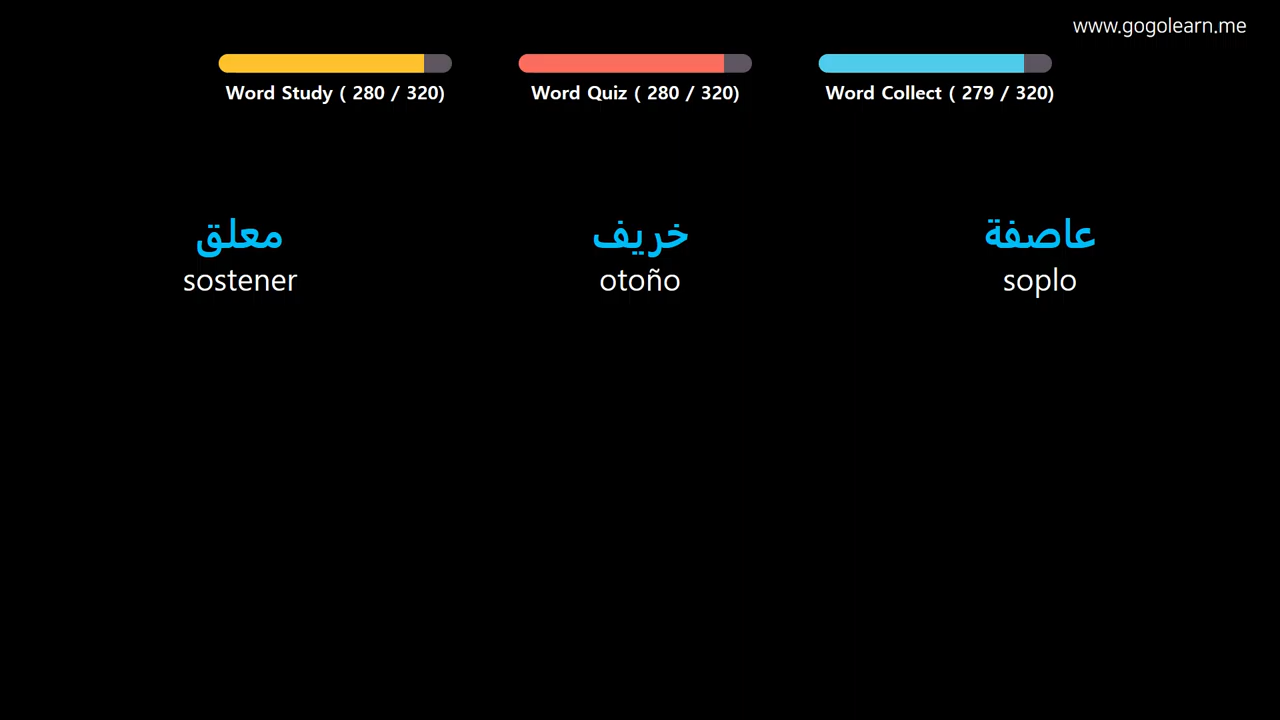 www.gogolearn.me
Word Study ( 280 / 320)
Word Quiz ( 280 / 320)
Word Collect ( 279 / 320)
معلق
sostener
خريف
otoño
عاصفة
soplo